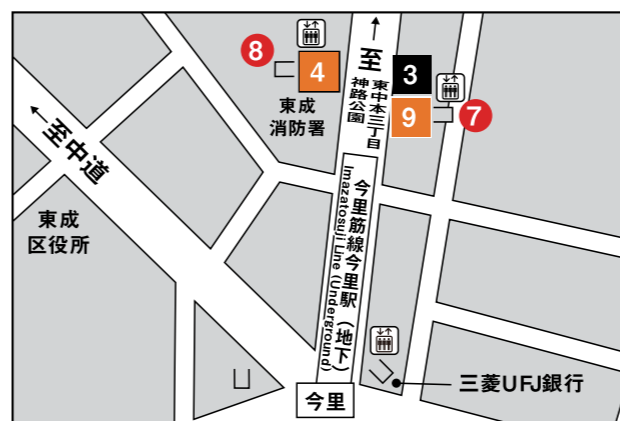 8
4
東成
消防署
↑
至
東中本三丁目
神路公園
3
9
7
←至中道
東成
区役所
今里筋線今里駅(地下)
Imazatosuji Line (Underground)
三菱UFJ銀行
今里